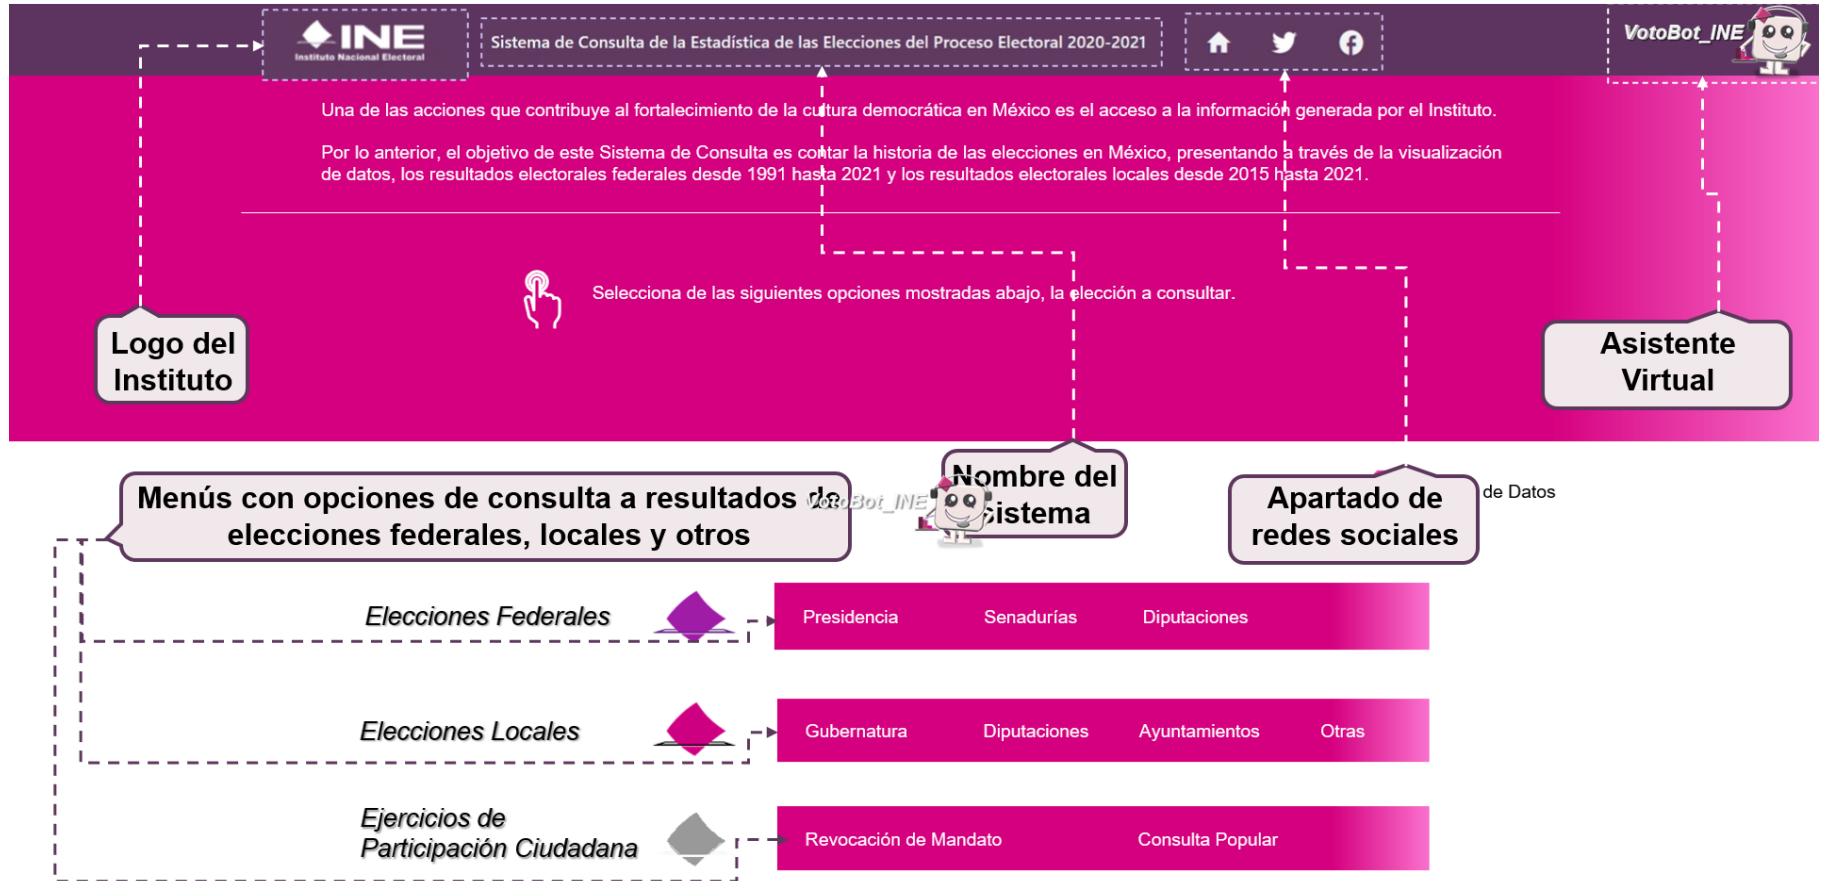 INE
Instituto Nacional Electoral
Sistema de Consulta de la Estadística de las Elecciones del Proceso Electoral 2020-2021
VotoBot_INE
Una de las acciones que contribuye al fortalecimiento de la cultura democrática en México es el acceso a la información generada por el Instituto.
Por lo anterior, el objetivo de este Sistema de Consulta es contar la historia de las elecciones en México, presentando a través de la visualización
de datos, los resultados electorales federales desde 1991 hasta 2021 y los resultados electorales locales desde 2015 hasta 2021.
Selecciona de las siguientes opciones mostradas abajo, la elección a consultar.
Logo del
Instituto
Asistente
Virtual
Nombre del
sistema
Apartado de
redes sociales
de Datos
Menús con opciones de consulta a resultados de
elecciones federales, locales y otros
VotoBot_INE
Elecciones Federales
Presidencia
Senadurías
Diputaciones
Elecciones Locales
Gubernatura
Diputaciones
Ayuntamientos
Otras
Ejercicios de
Participación Ciudadana
Revocación de Mandato
Consulta Popular